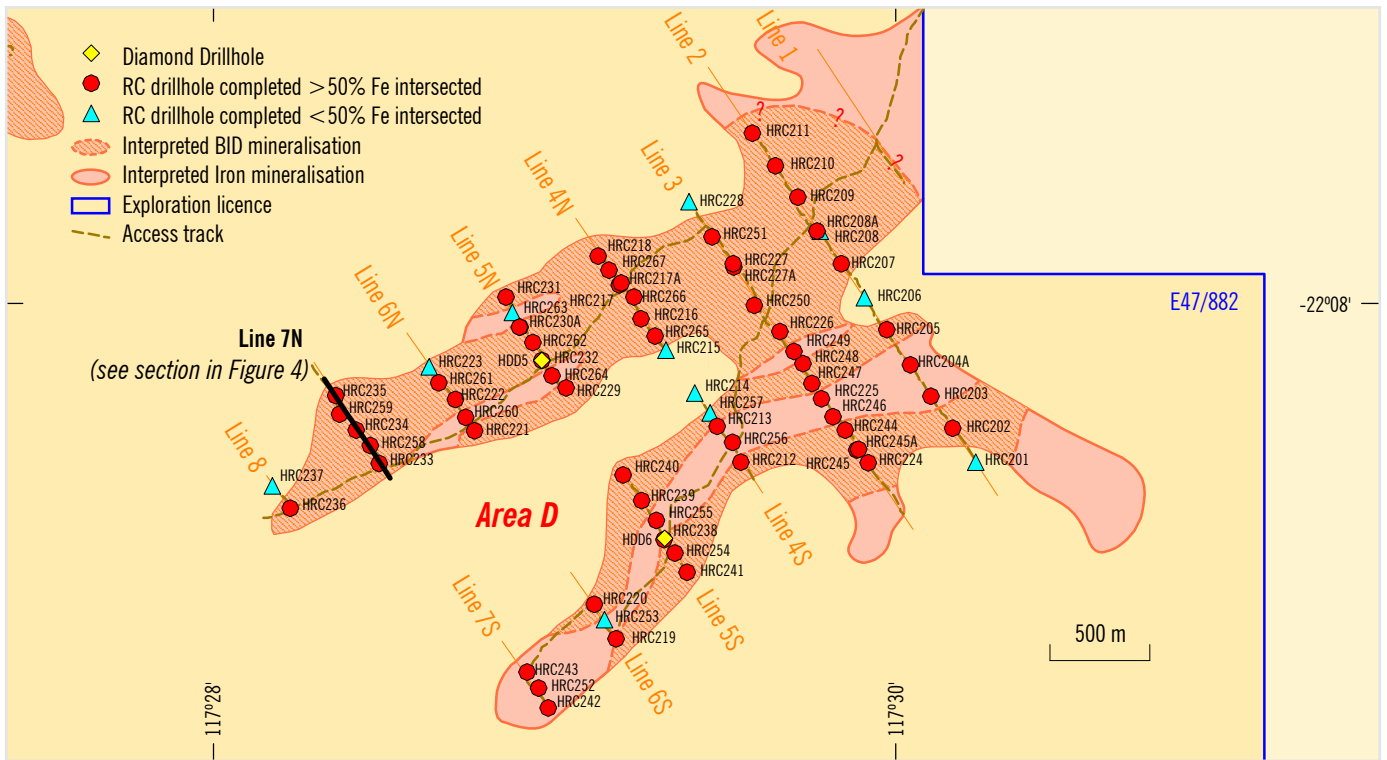 Diamond Drillhole
RC drillhole completed >50% Fe intersected
RC drillhole completed <50% Fe intersected
Interpreted BID mineralisation
Interpreted Iron mineralisation
Exploration licence
Access track
Line 1
Line 2
Line 3
Line 4N
Line 5N
Line 6N
Line 7N
(see section in Figure 4)
Line 8
?
?
?
HRC211
HRC210
HRC209
HRC208A
HRC208
HRC207
HRC206
HRC205
HRC204A
HRC203
HRC202
HRC201
HRC228
HRC251
HRC227
HRC227A
HRC250
HRC226
HRC249
HRC248
HRC247
HRC225
HRC246
HRC244
HRC245A
HRC245
HRC224
HRC218
HRC267
HRC217A
HRC217
HRC266
HRC216
HRC265
HRC215
HRC231
HRC263
HRC230A
HRC262
HDD5
HRC232
HRC264
HRC229
HRC223
HRC261
HRC222
HRC260
HRC221
HRC235
HRC259
HRC234
HRC258
HRC233
HRC237
HRC236
HRC214
HRC257
HRC213
HRC256
HRC212
Line 4S
HRC240
HRC239
HRC255
HRC238
HDD6
HRC254
HRC241
Line 5S
HRC220
HRC253
HRC219
Line 6S
Line 7S
HRC243
HRC252
HRC242
Area D
E47/882
-22º08'
500 m
117º28'
117º30'